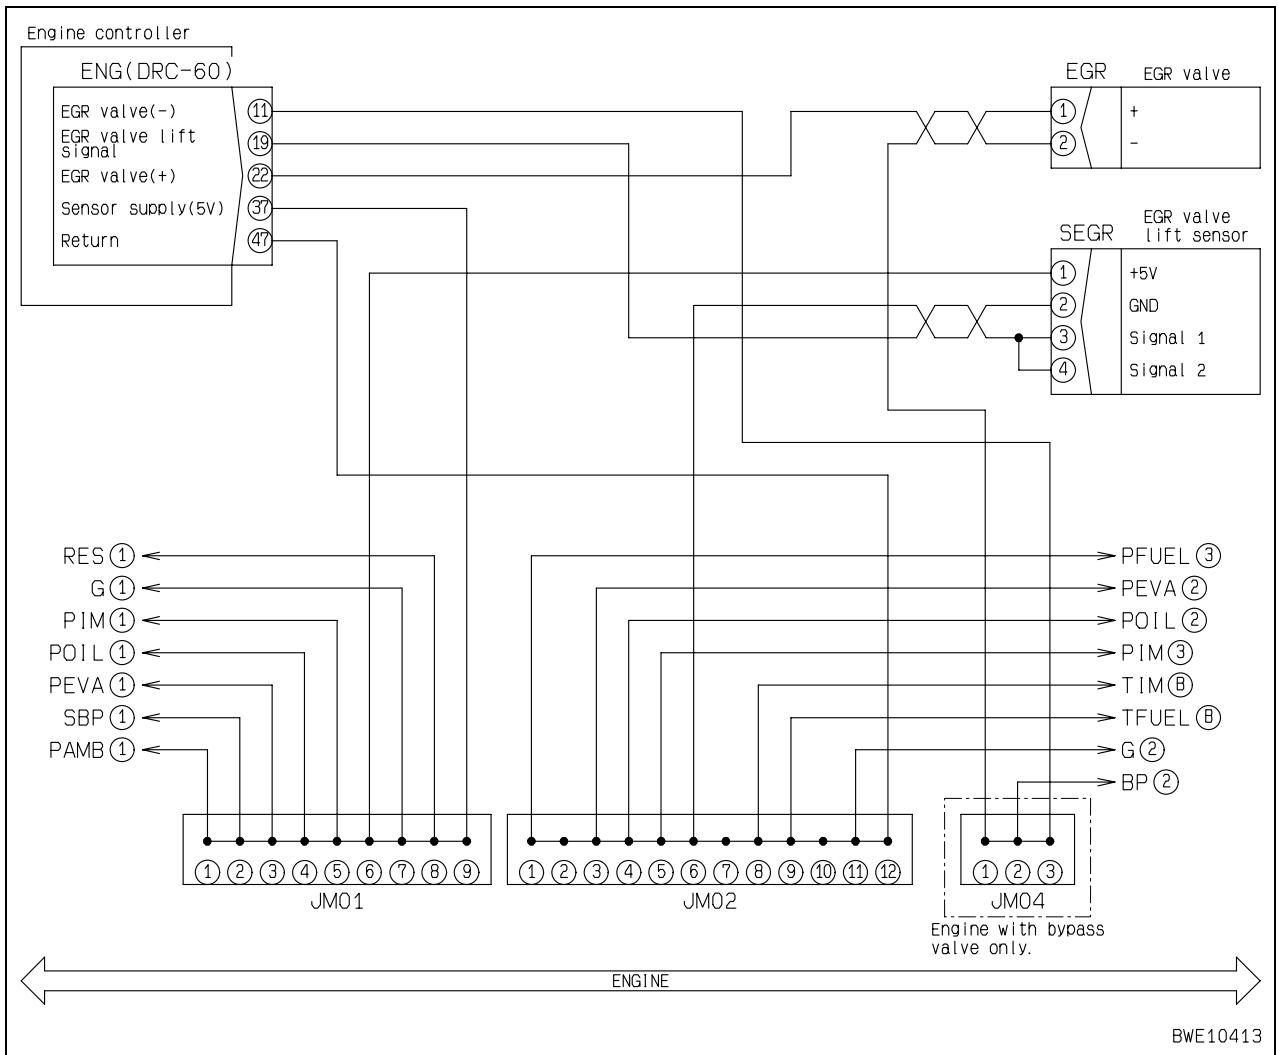 Engine controller
ENG(DRC-60)
EGR valve(-) 11
EGR valve lift
signal 19
EGR valve(+) 22
Sensor supply(5V) 37
Return 47
EGR EGR valve
1 +
2 -
SEGR EGR valve
lift sensor
1 +5V
2 GND
3 Signal 1
4 Signal 2
RES 1
G 1
PIM 1
POIL 1
PEVA 1
SBP 1
PAMB 1
PFUEL 3
PEVA 2
POIL 2
PIM 3
TIM B
TFUEL B
G 2
BP 2
1 2 3 4 5 6 7 8 9
JM01
1 2 3 4 5 6 7 8 9 10 11 12
JM02
1 2 3
JM04
Engine with bypass
valve only.
ENGINE
BWE10413